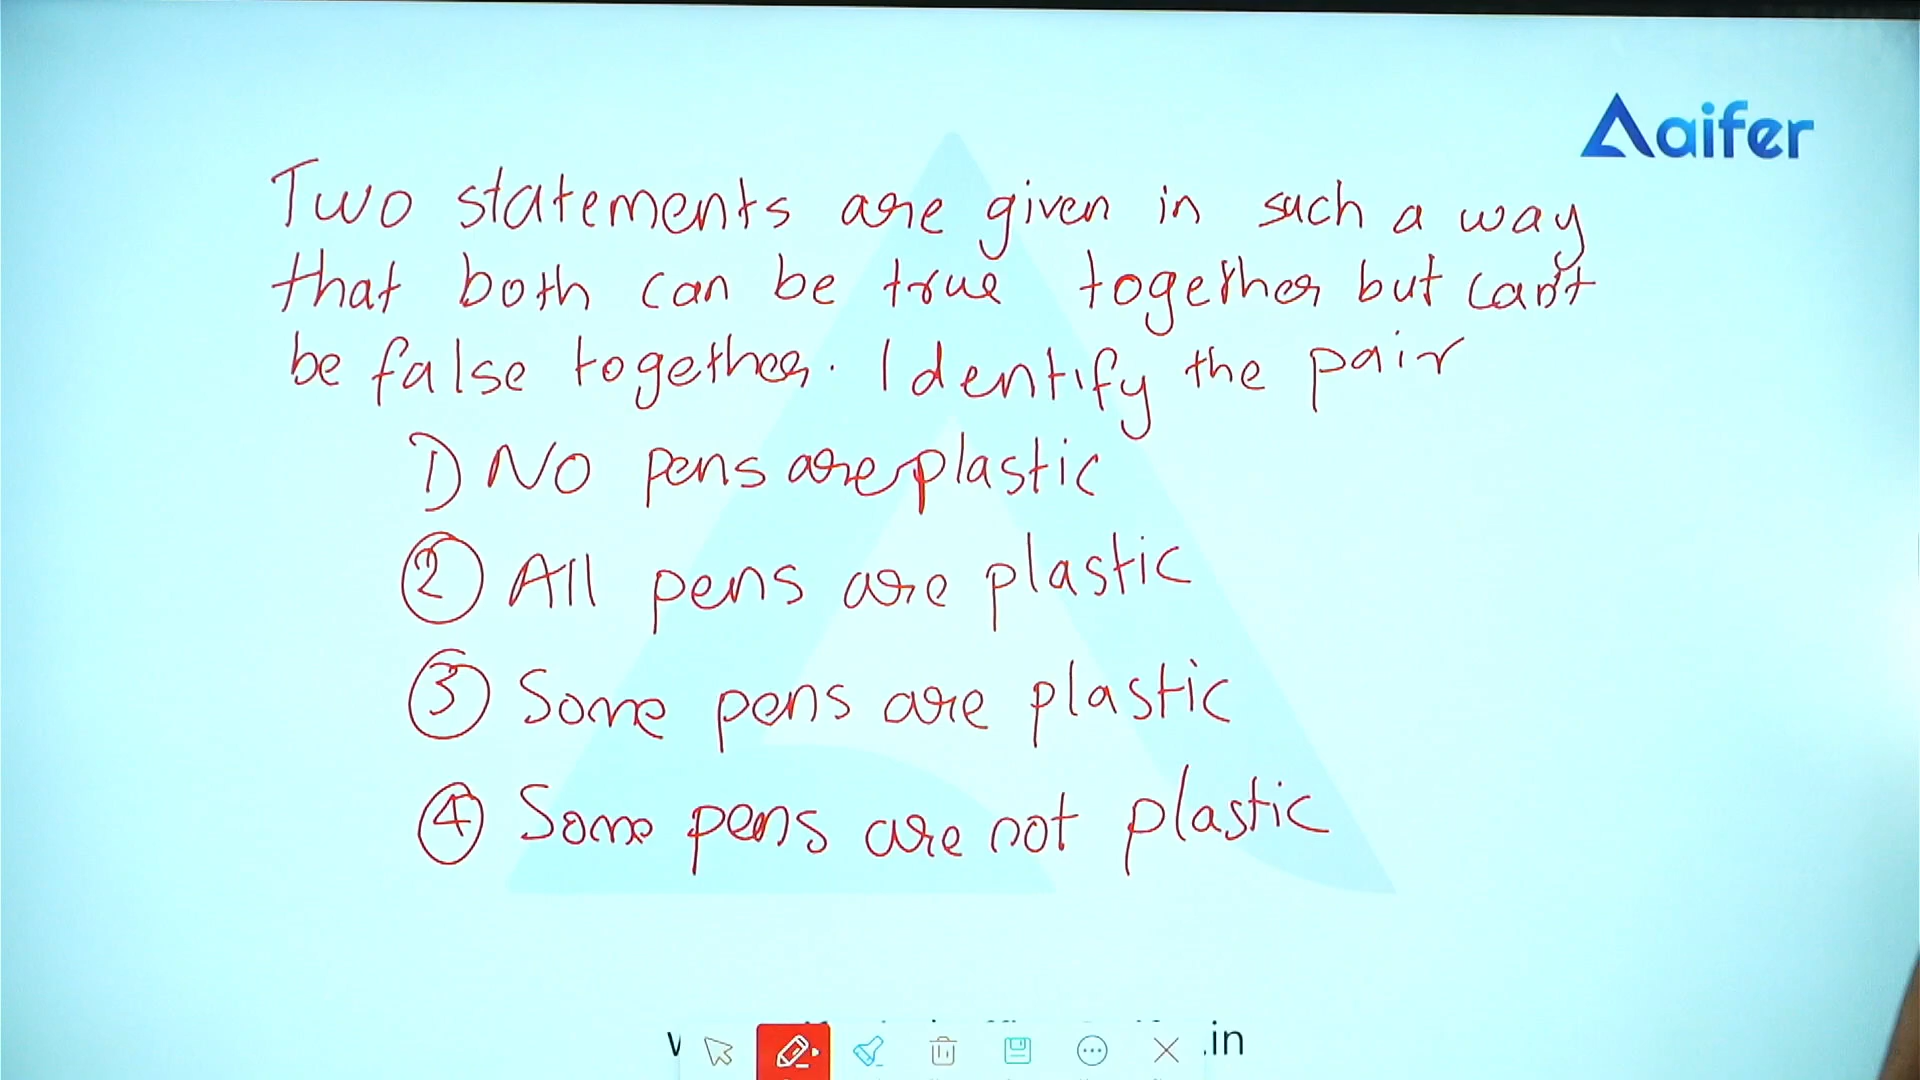 Aaifer
Two statements are given in such a way
that both can be true together but can't
be false together. Identify the pair
1) No pens are plastic
2 All pens are plastic
3 Some pens are plastic
4 Some pens are not plastic
.in